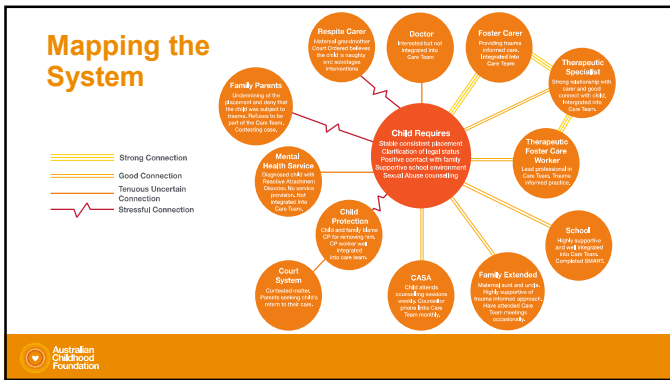 Mapping the
System
Strong Connection
Good Connection
Tenuous Uncertain
Connection
Stressful Connection
Respite Carer
Maternal grandmother
Court Ordered believes
the child is naughty
and sabotages
interventions
Doctor
Interested but not
integrated into
Care Team
Foster Carer
Providing trauma
informed care.
Integrated into
Care Team
Therapeutic
Specialist
Strong relationship with
carer and good
connect with child,
Intergrated into
Care Team.
Family Parents
Undermining of the
placement and deny that
the child was subject to
trauma. Refuses to be
part of the Care Team.
Contesting case.
Child Requires
Stable consistent placement
Clarification of legal status
Positive contact with family
Supportive school environment
Sexual Abuse counselling
Therapeutic
Foster Care
Worker
Lead professional in
Care Team, Trauma
informed practice,
Mental
Health Service
Diagnosed child with
Reactive Attachment
Disorder. No service
provision. Not
integrated into
Care Team,
Child
Protection
Child and family blame
CP for removing him,
CP worker well
integrated
into care team.
School
Highly supportive
and well integrated
into Care Team.
Completed SMART.
Court
System
Contested matter,
Parents seeking child's
return to their care.
CASA
Child attends
counselling sessions
weekly. Counsellor
phone links Care
Team monthly.
Family Extended
Maternal aunt and uncle.
Highly supportive of
trauma informed approach.
Have attended Care
Team meetings
occasionally.
Australian
Childhood
Foundation